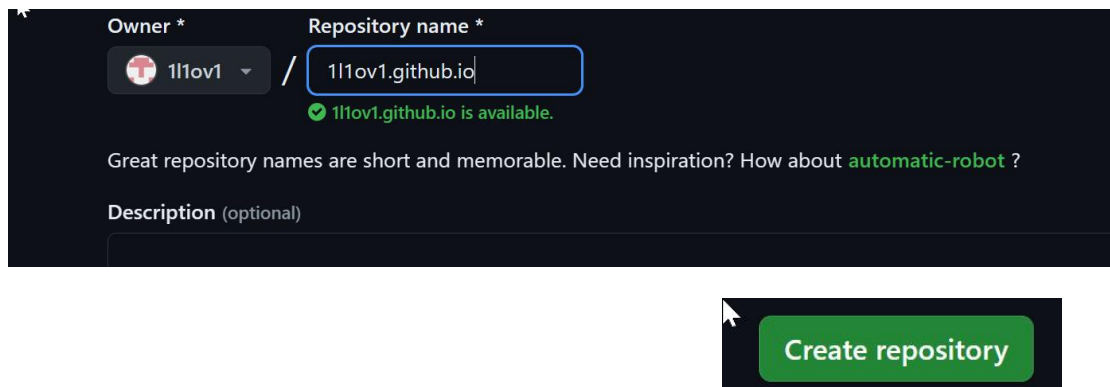 Owner * Repository name *
1l1ov1 / 1l1ov1.github.io
1l1ov1.github.io is available.
Great repository names are short and memorable. Need inspiration? How about automatic-robot ?
Description (optional)
Create repository